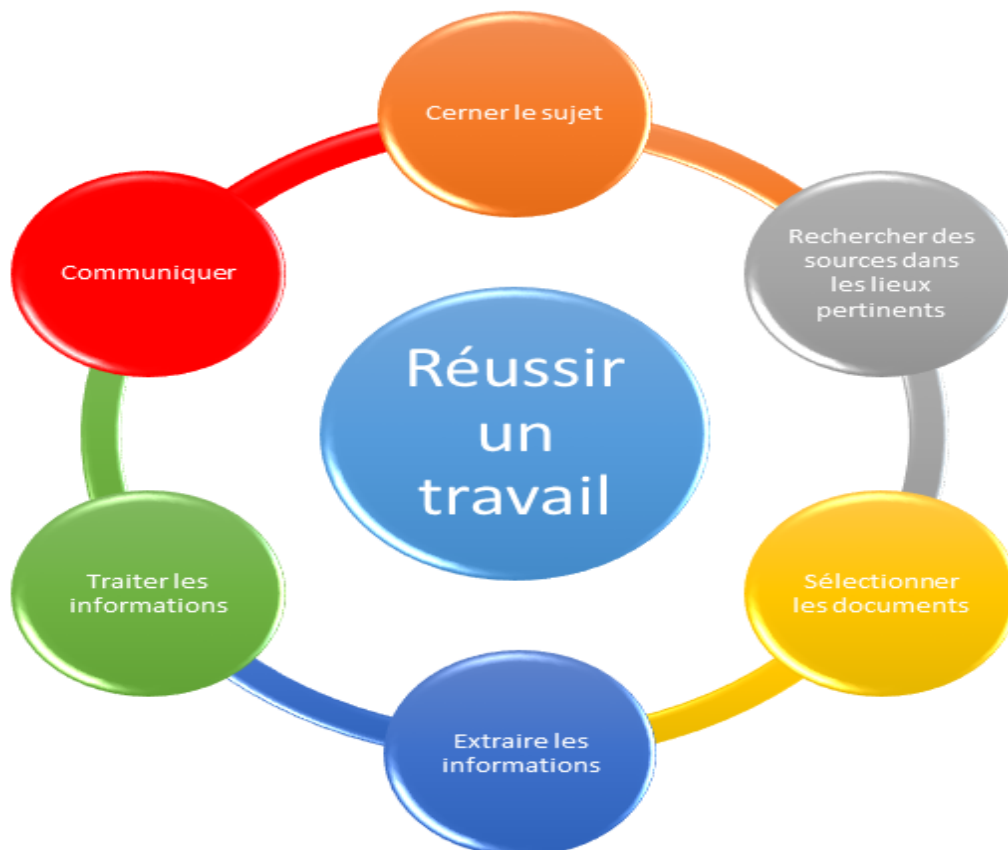 Cerner le sujet
Rechercher des
sources dans
les lieux
pertinents
Sélectionner
les documents
Extraire les
informations
Traiter les
informations
Communiquer
Réussir
un
travail